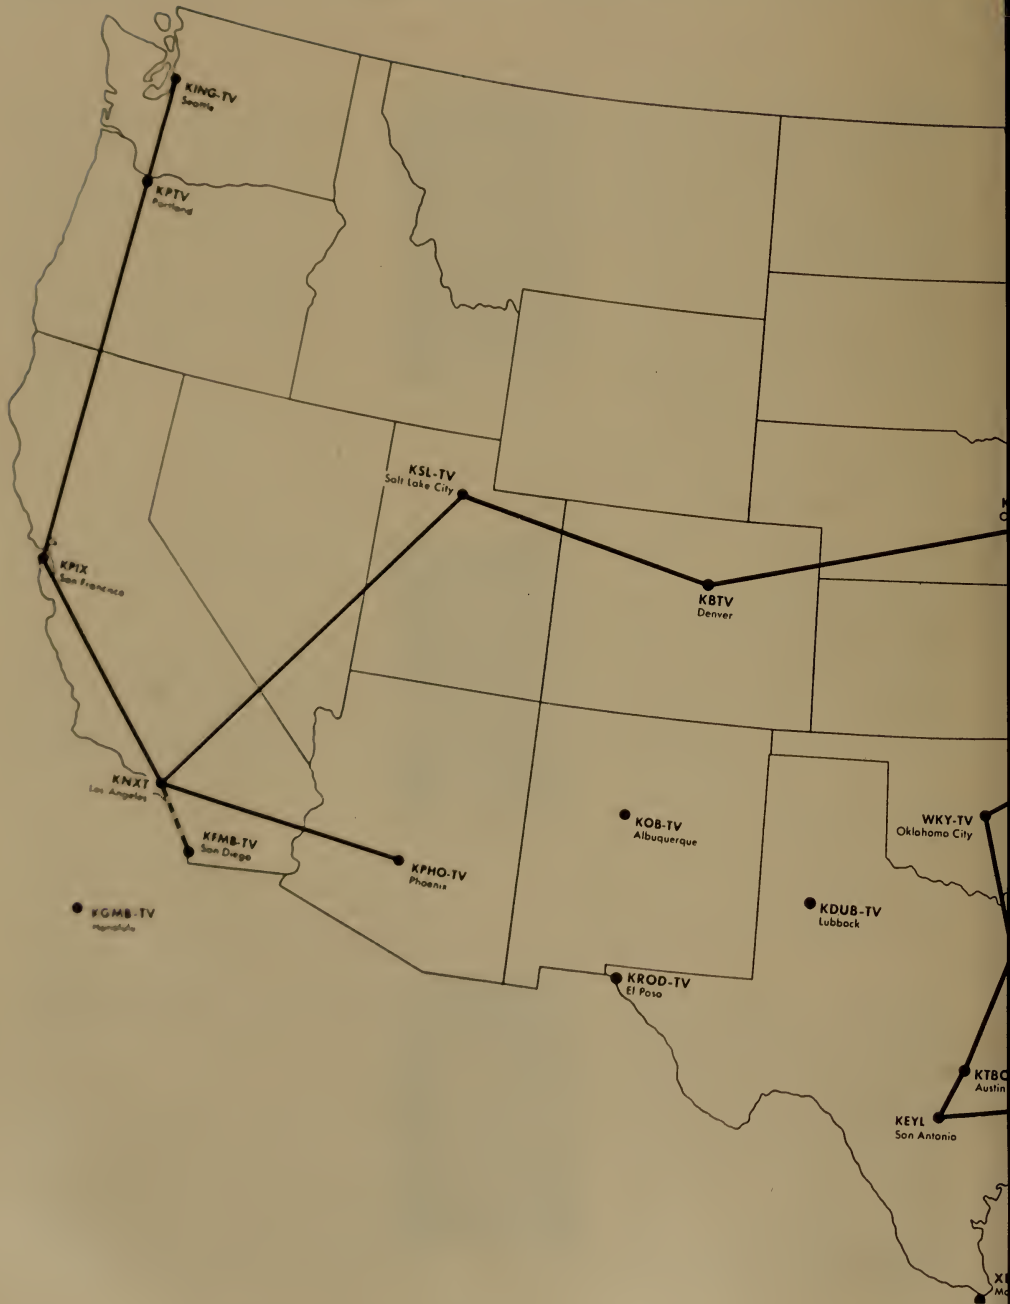 KING-TV
Seattle
KPTV
Portland
KSL-TV
Salt Lake City
KPIX
San Francisco
KBTV
Denver
KNXT
Los Angeles
KFMB-TV
San Diego
KPHO-TV
Phoenix
KOB-TV
Albuquerque
WKY-TV
Oklahoma City
KDUB-TV
Lubbock
KGMB-TV
Honolulu
KROD-TV
El Paso
KTBC
Austin
KEYL
San Antonio